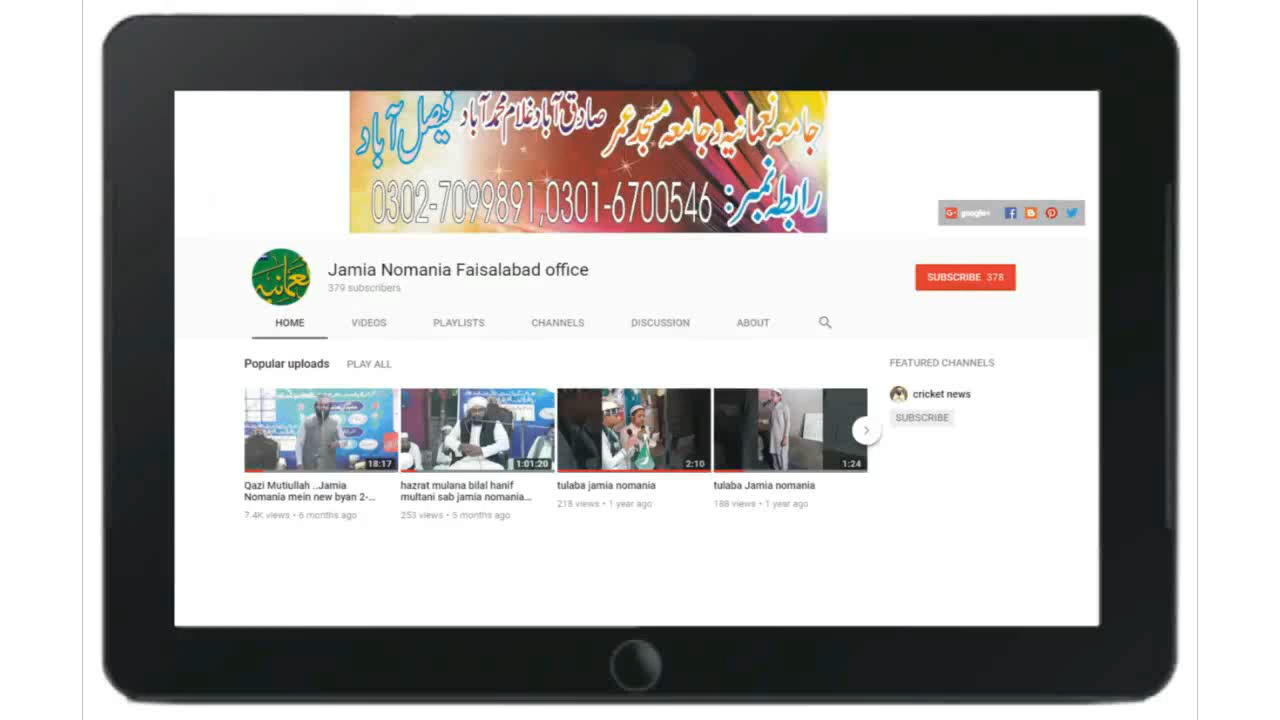 جامعہ نعمانیہ و جامعہ مسجد عمر صادق آباد غلام محمد آباد فیصل آباد
رابطہ نمبر: 0302-7099891,0301-6700546
google+
نعمانیہ
Jamia Nomania Faisalabad office
379 subscribers
SUBSCRIBE 378
HOME VIDEOS PLAYLISTS CHANNELS DISCUSSION ABOUT
Popular uploads PLAY ALL
FEATURED CHANNELS
cricket news
SUBSCRIBE
18:17
1:01:20
2:10
1:24
Qazi Mutiullah ..Jamia
Nomania mein new byan 2-...
7.4K views • 6 months ago
hazrat mulana bilal hanif
multani sab jamia nomania...
253 views • 5 months ago
tulaba jamia nomania
218 views • 1 year ago
tulaba Jamia nomania
188 views • 1 year ago